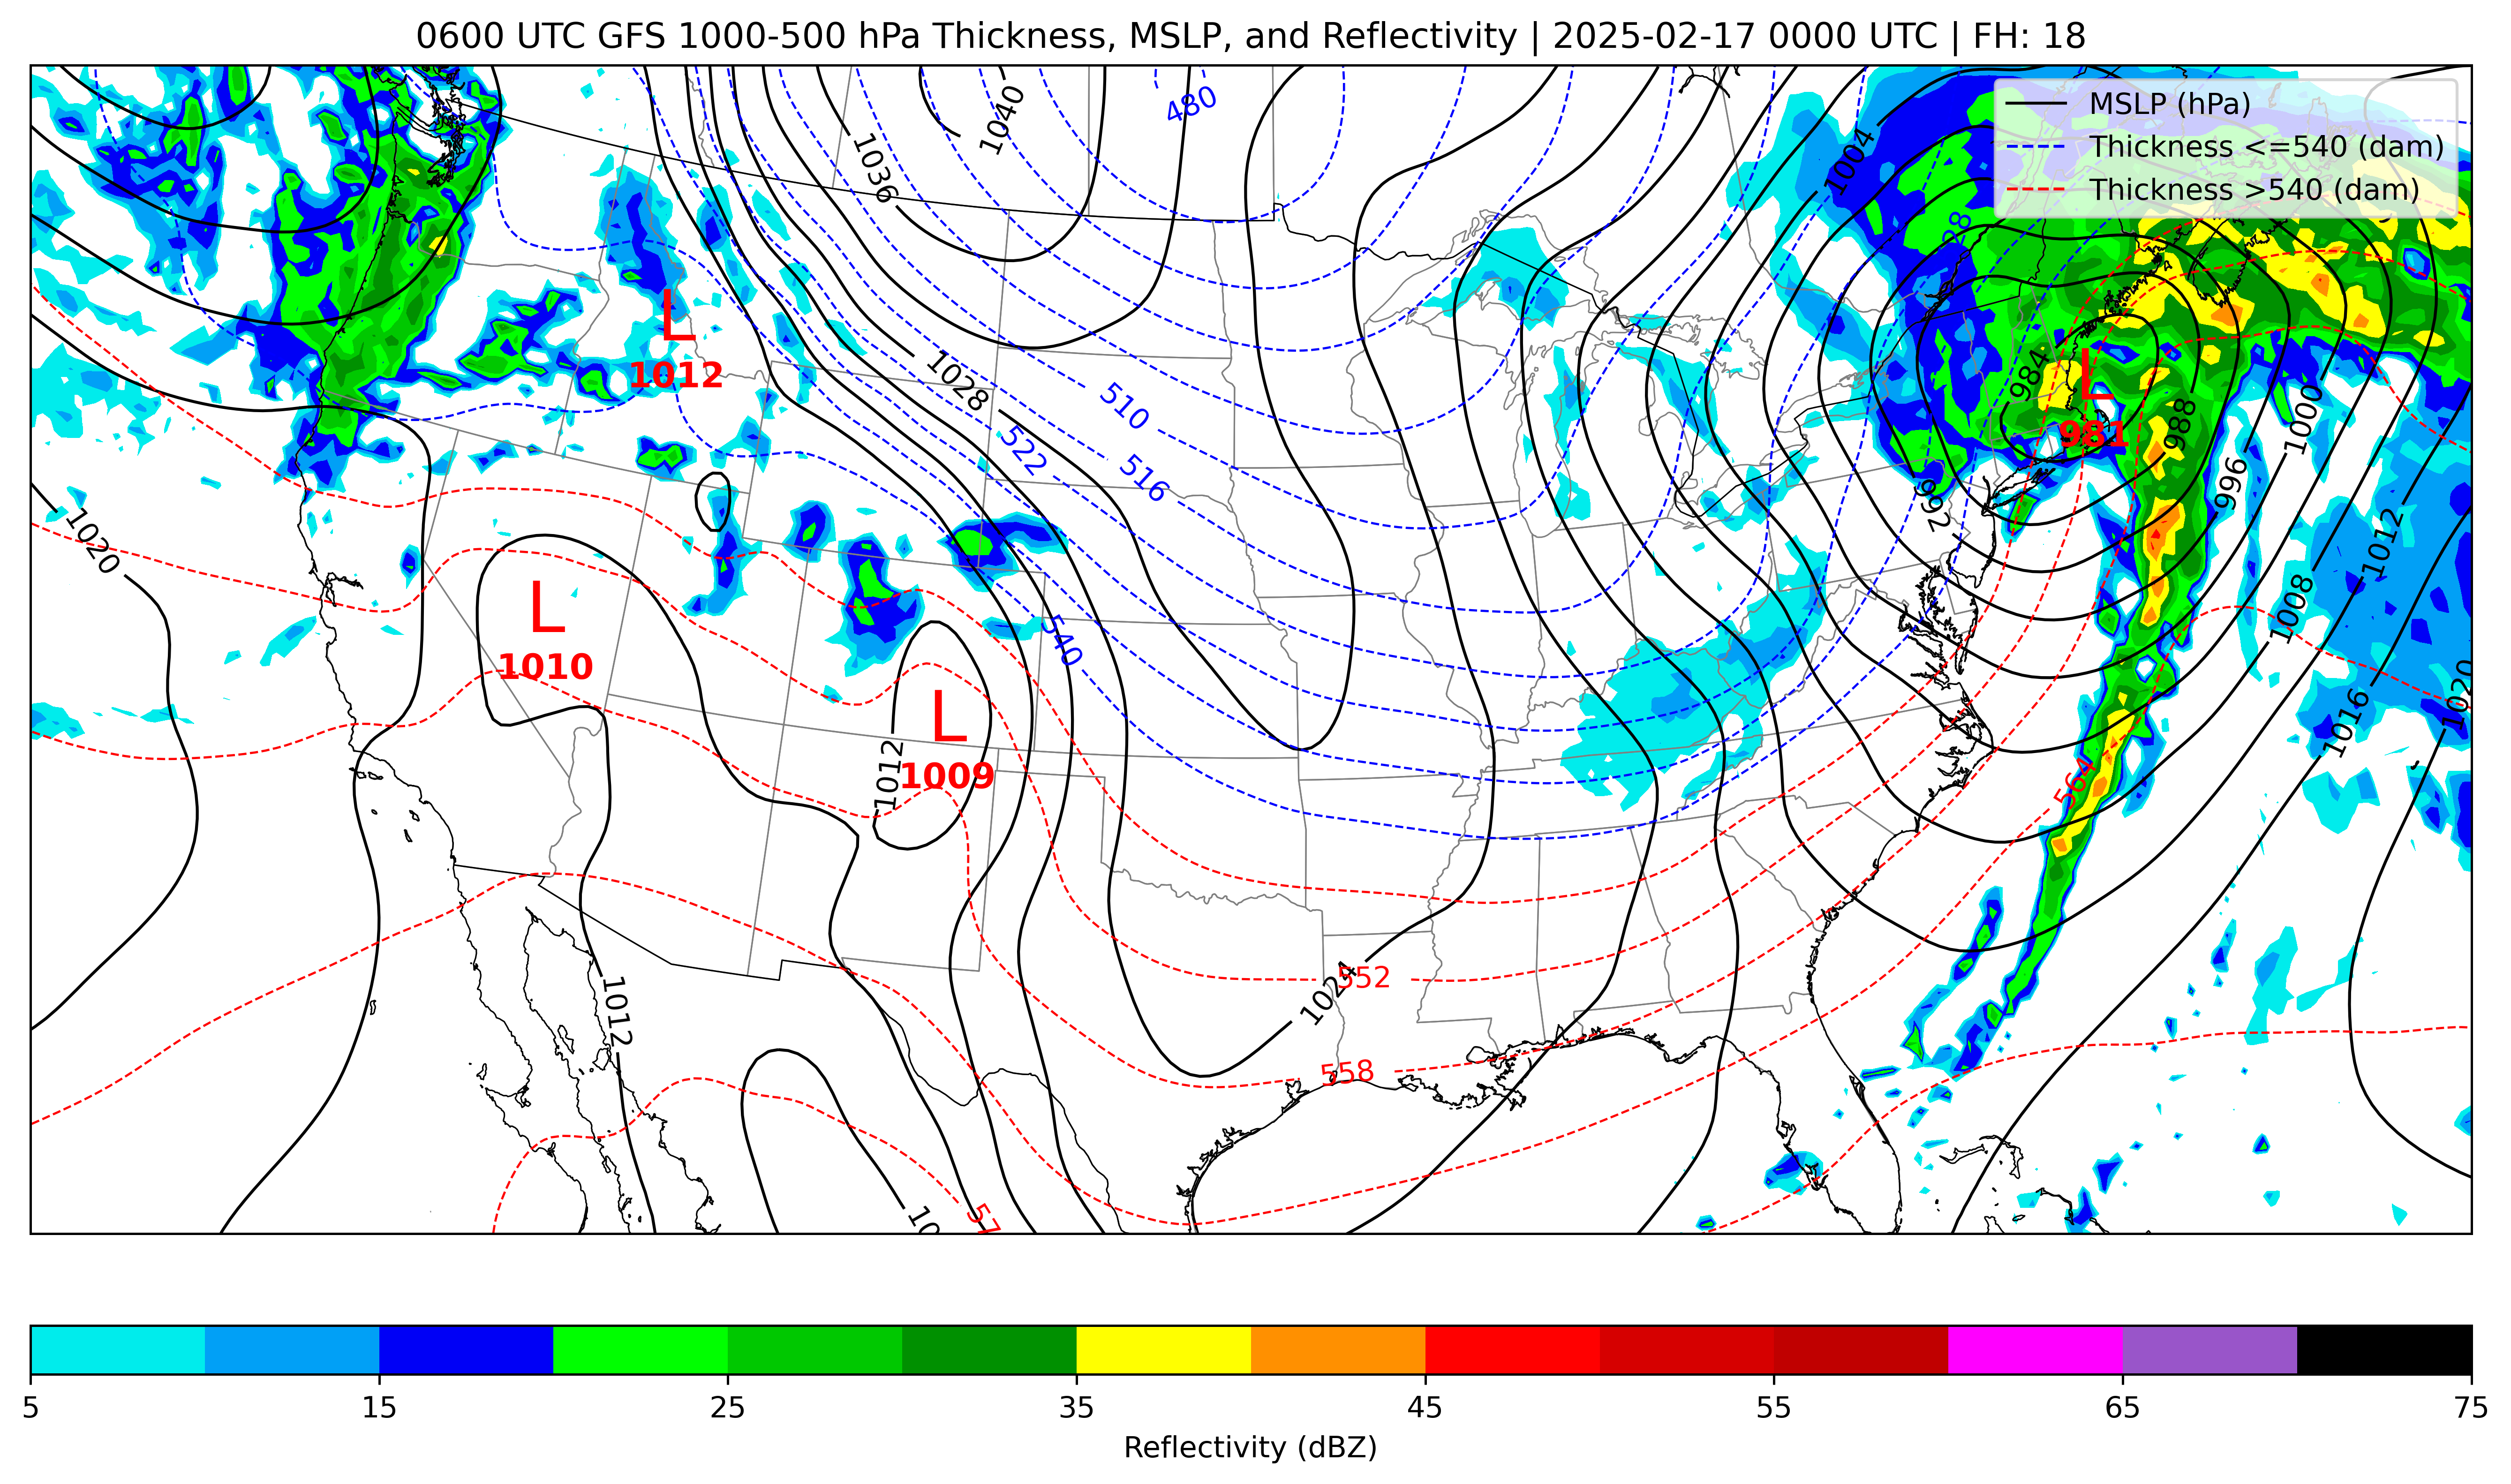 0600 UTC GFS 1000-500 hPa Thickness, MSLP, and Reflectivity | 2025-02-17 0000 UTC | FH: 18
MSLP (hPa)
Thickness <=540 (dam)
Thickness >540 (dam)
480
1040
1036
1004
L
1012
1028
510
522
516
984
L
981
988
1000
996
992
1012
1020
1008
L
1010
540
1020
1016
L
1009
1012
564
552
1024
1012
558
5 15 25 35 45 55 65 75
Reflectivity (dBZ)